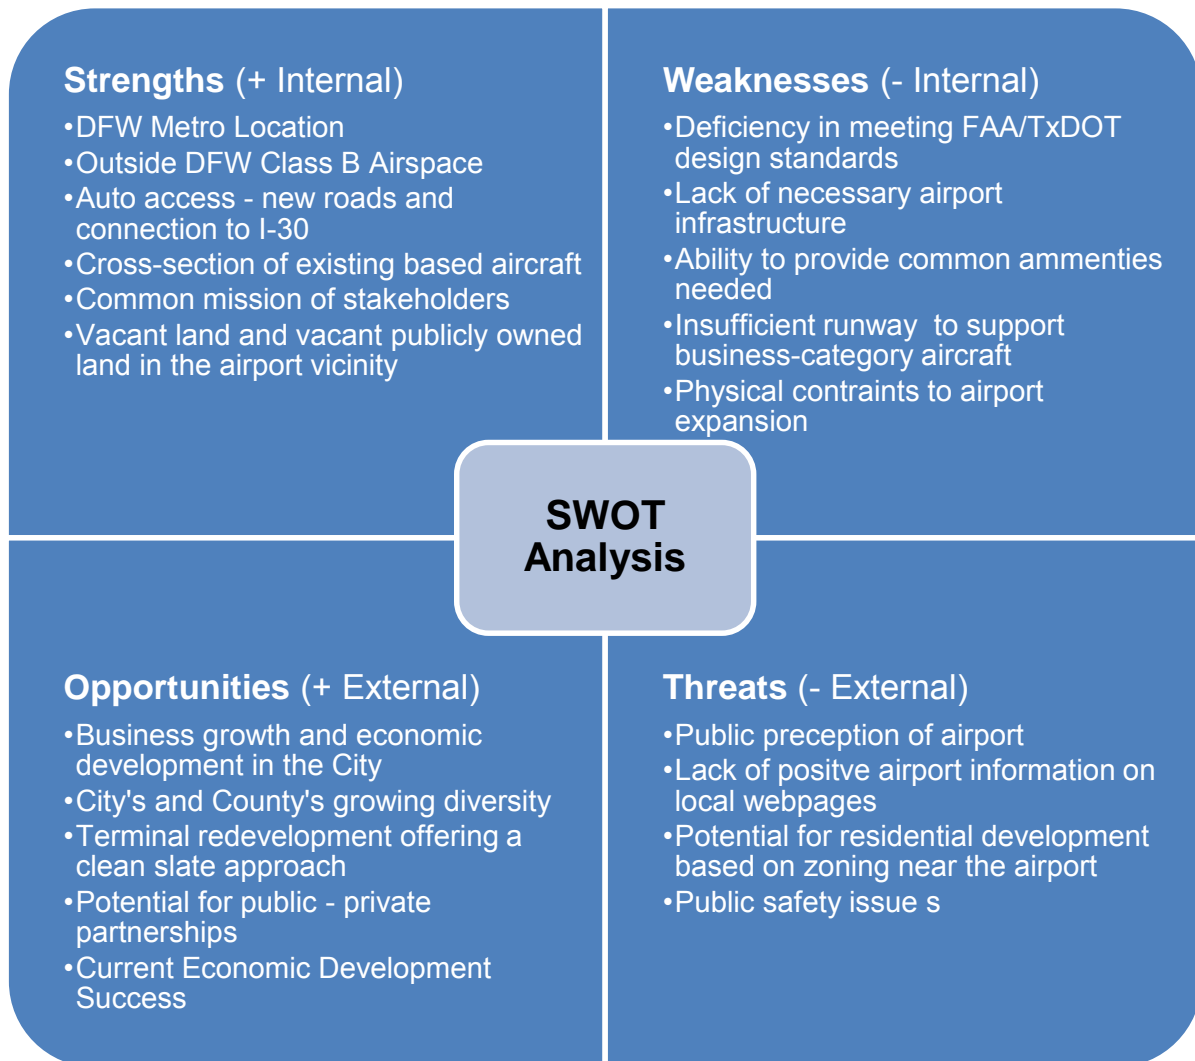 Strengths (+ Internal)
•DFW Metro Location
•Outside DFW Class B Airspace
•Auto access - new roads and
connection to I-30
•Cross-section of existing based aircraft
•Common mission of stakeholders
•Vacant land and vacant publicly owned
land in the airport vicinity
Weaknesses (- Internal)
•Deficiency in meeting FAA/TxDOT
design standards
•Lack of necessary airport
infrastructure
•Ability to provide common ammenties
needed
•Insufficient runway  to support
business-category aircraft
•Physical contraints to airport
expansion
SWOT
Analysis
Opportunities (+ External)
•Business growth and economic
development in the City
•City's and County's growing diversity
•Terminal redevelopment offering a
clean slate approach
•Potential for public - private
partnerships
•Current Economic Development
Success
Threats (- External)
•Public preception of airport
•Lack of positve airport information on
local webpages
•Potential for residential development
based on zoning near the airport
•Public safety issue s